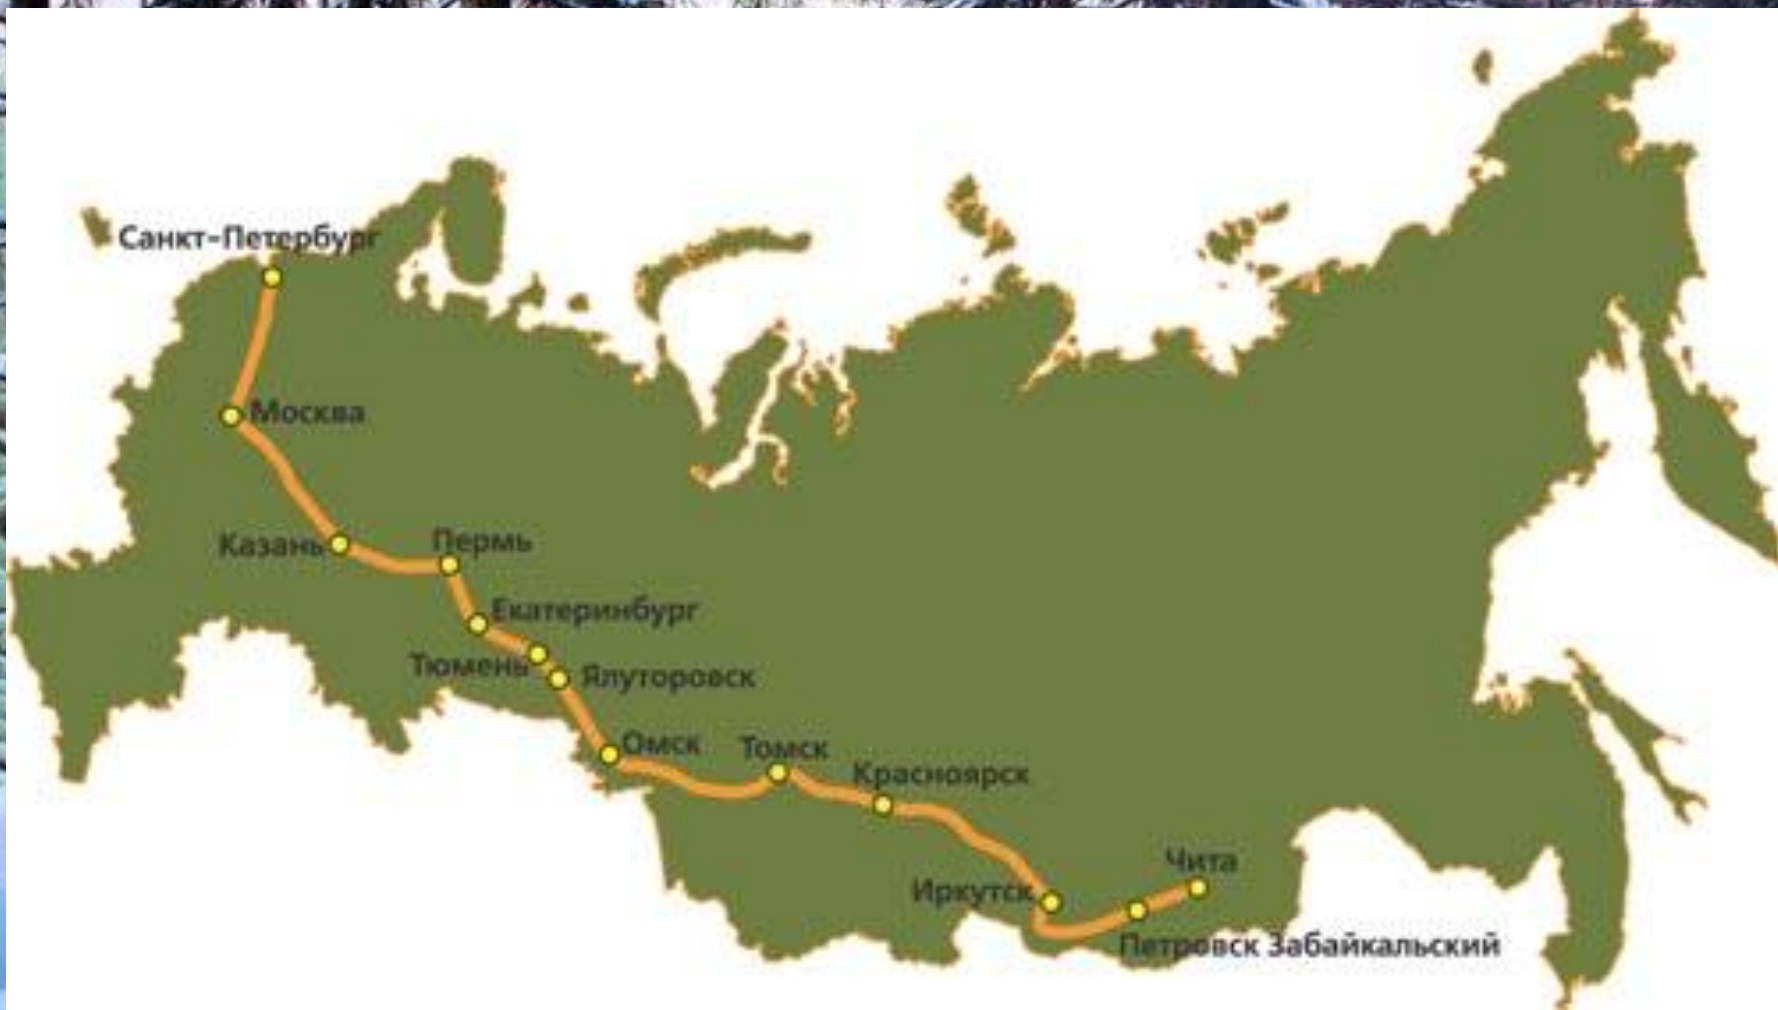 Санкт-Петербург
Москва
Казань
Пермь
Екатеринбург
Тюмень
Ялуторовск
Омск
Томск
Красноярск
Чита
Иркутск
Петровск Забайкальский